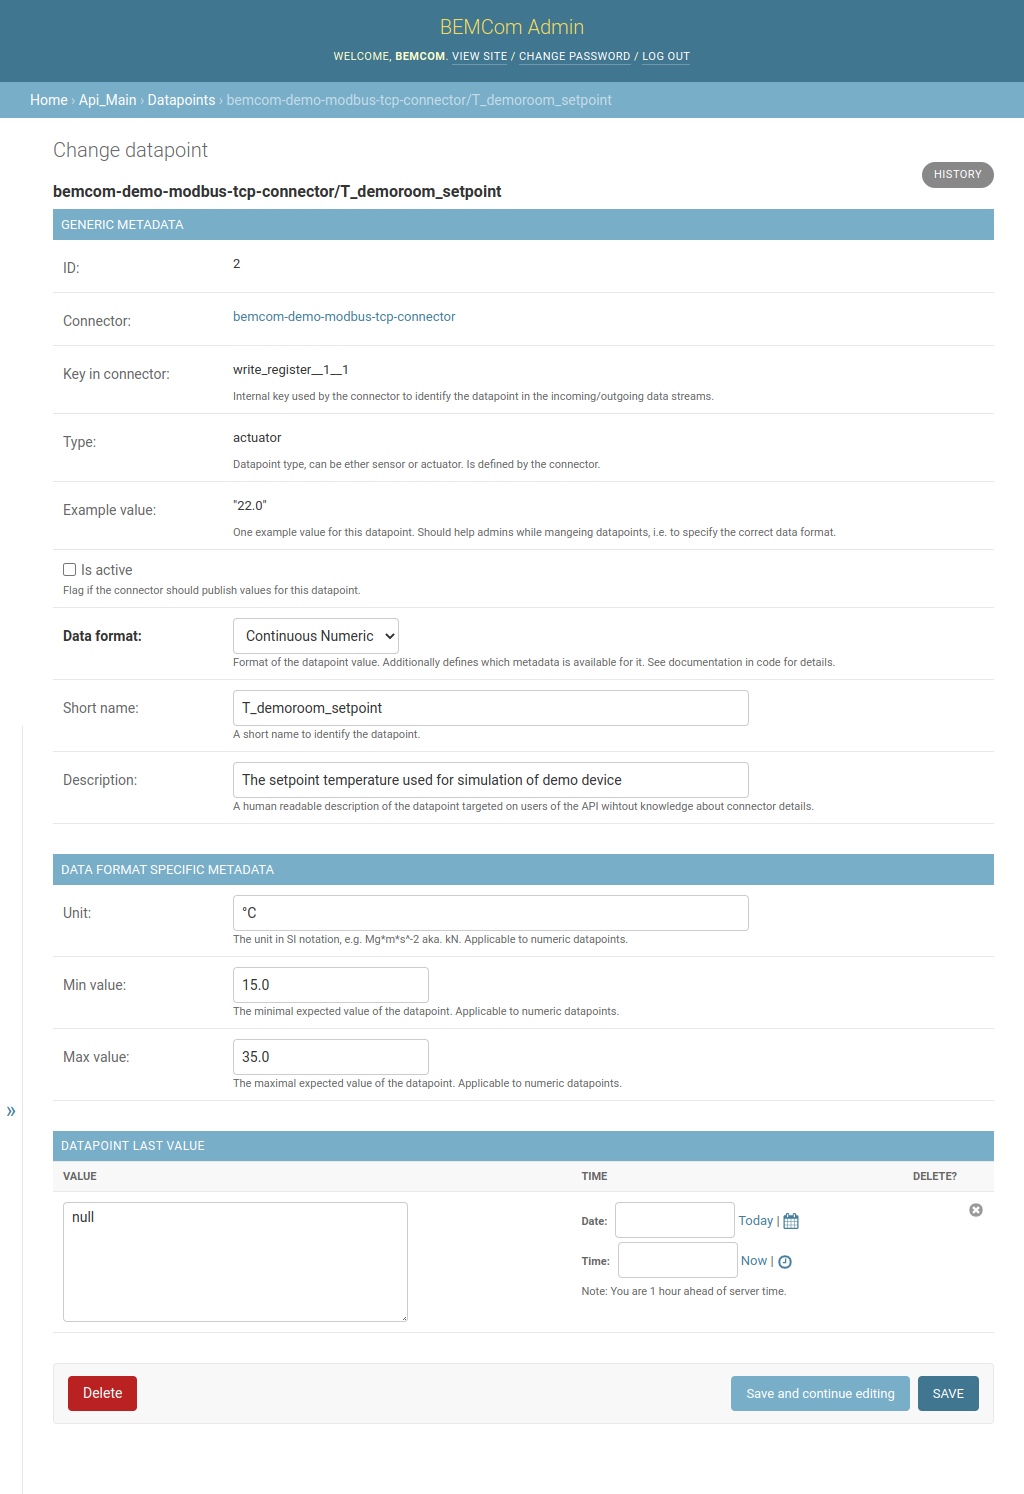 BEMCom Admin
WELCOME, BEMCOM. VIEW SITE / CHANGE PASSWORD / LOG OUT
Home › Api_Main › Datapoints › bemcom-demo-modbus-tcp-connector/T_demoroom_setpoint
Change datapoint
HISTORY
bemcom-demo-modbus-tcp-connector/T_demoroom_setpoint
GENERIC METADATA
ID: 2
Connector: bemcom-demo-modbus-tcp-connector
Key in connector: write_register__1__1
Internal key used by the connector to identify the datapoint in the incoming/outgoing data streams.
Type: actuator
Datapoint type, can be ether sensor or actuator. Is defined by the connector.
Example value: "22.0"
One example value for this datapoint. Should help admins while mangeing datapoints, i.e. to specify the correct data format.
Is active
Flag if the connector should publish values for this datapoint.
Data format: Continuous Numeric
Format of the datapoint value. Additionally defines which metadata is available for it. See documentation in code for details.
Short name: T_demoroom_setpoint
A short name to identify the datapoint.
Description: The setpoint temperature used for simulation of demo device
A human readable description of the datapoint targeted on users of the API wihtout knowledge about connector details.
DATA FORMAT SPECIFIC METADATA
Unit: °C
The unit in SI notation, e.g. Mg*m*s^-2 aka. kN. Applicable to numeric datapoints.
Min value: 15.0
The minimal expected value of the datapoint. Applicable to numeric datapoints.
Max value: 35.0
The maximal expected value of the datapoint. Applicable to numeric datapoints.
»
DATAPOINT LAST VALUE
VALUE TIME DELETE?
null
Date: Today |
Time: Now |
Note: You are 1 hour ahead of server time.
Delete Save and continue editing SAVE